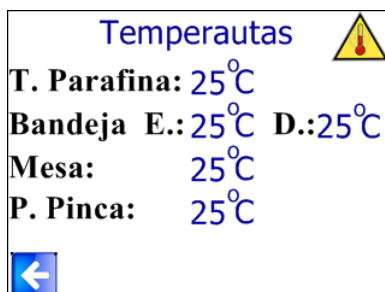 Temperautas
T. Parafina: 25°C
Bandeja E.: 25°C D.:25°C
Mesa: 25°C
P. Pinca: 25°C